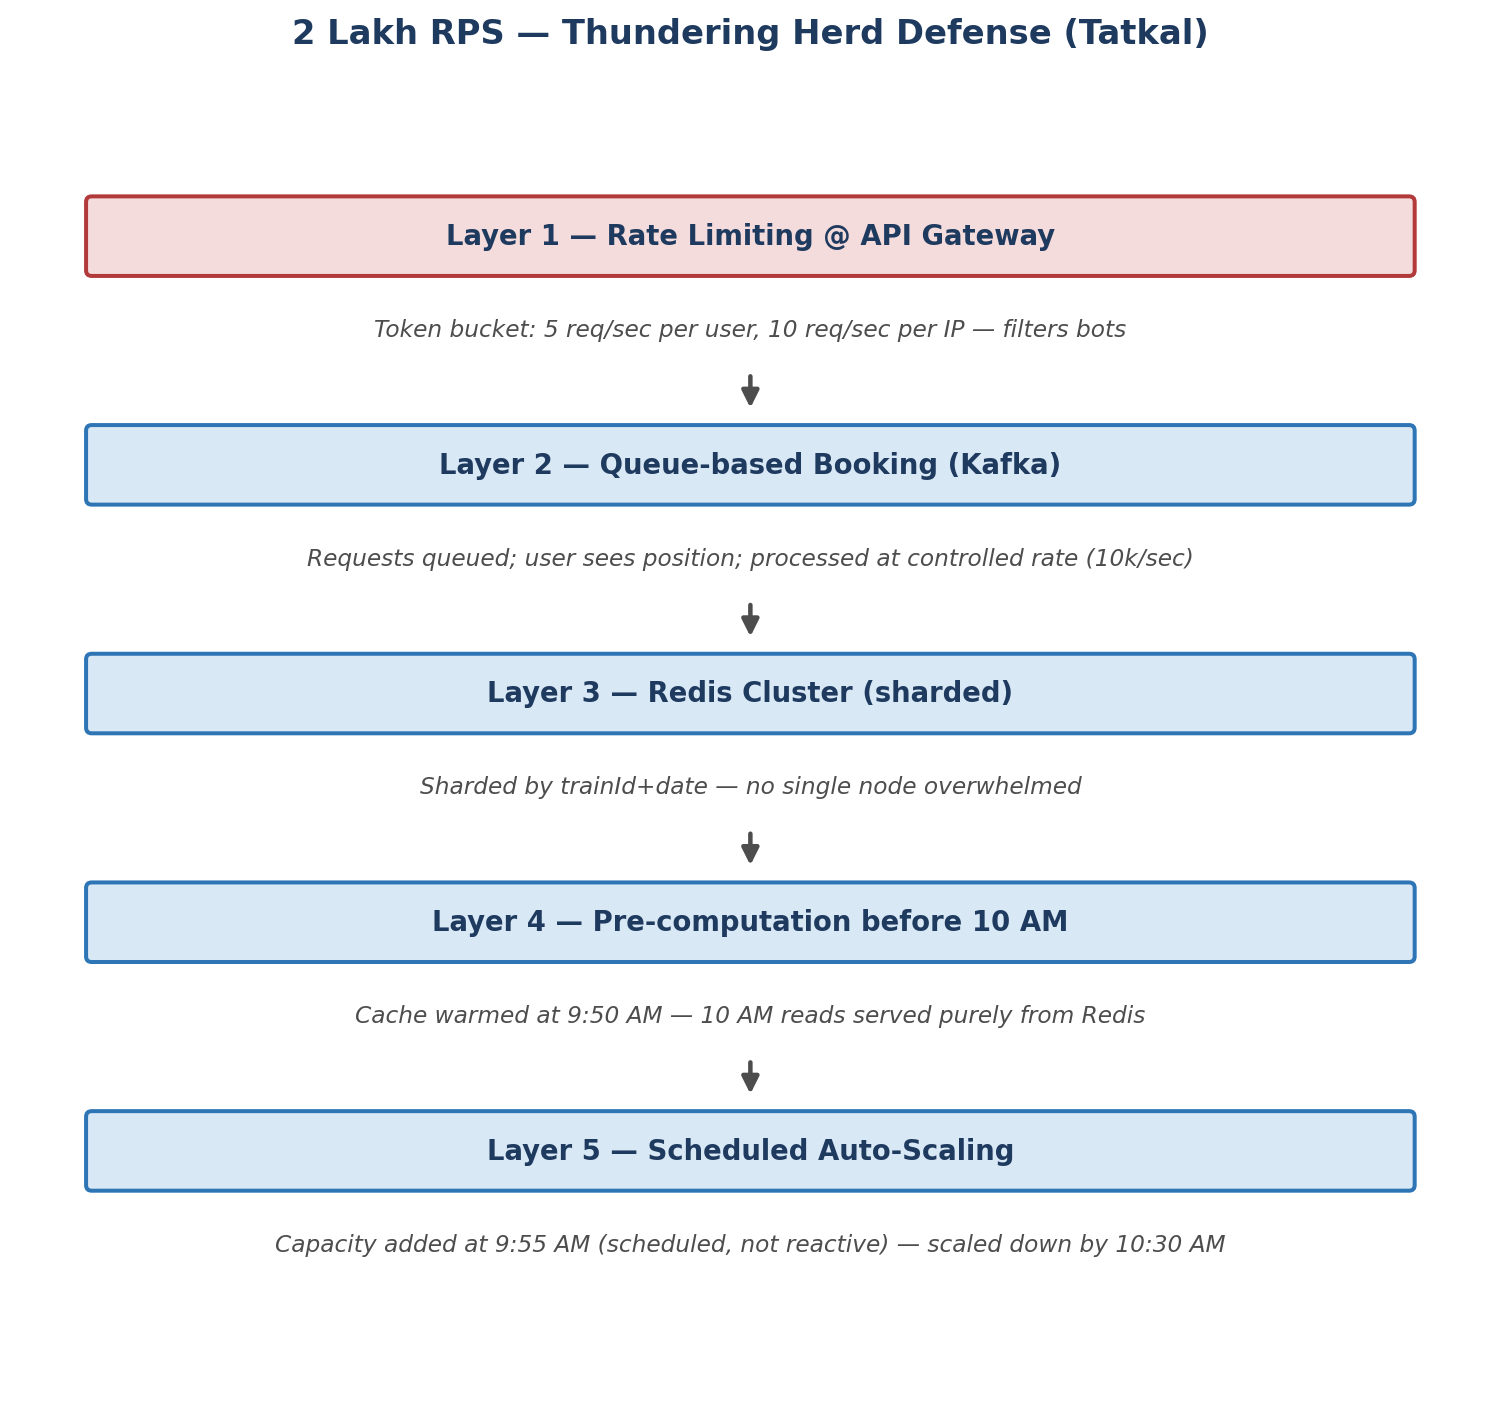 2 Lakh RPS — Thundering Herd Defense (Tatkal)
Layer 1 — Rate Limiting @ API Gateway
Token bucket: 5 req/sec per user, 10 req/sec per IP — filters bots
Layer 2 — Queue-based Booking (Kafka)
Requests queued; user sees position; processed at controlled rate (10k/sec)
Layer 3 — Redis Cluster (sharded)
Sharded by trainId+date — no single node overwhelmed
Layer 4 — Pre-computation before 10 AM
Cache warmed at 9:50 AM — 10 AM reads served purely from Redis
Layer 5 — Scheduled Auto-Scaling
Capacity added at 9:55 AM (scheduled, not reactive) — scaled down by 10:30 AM